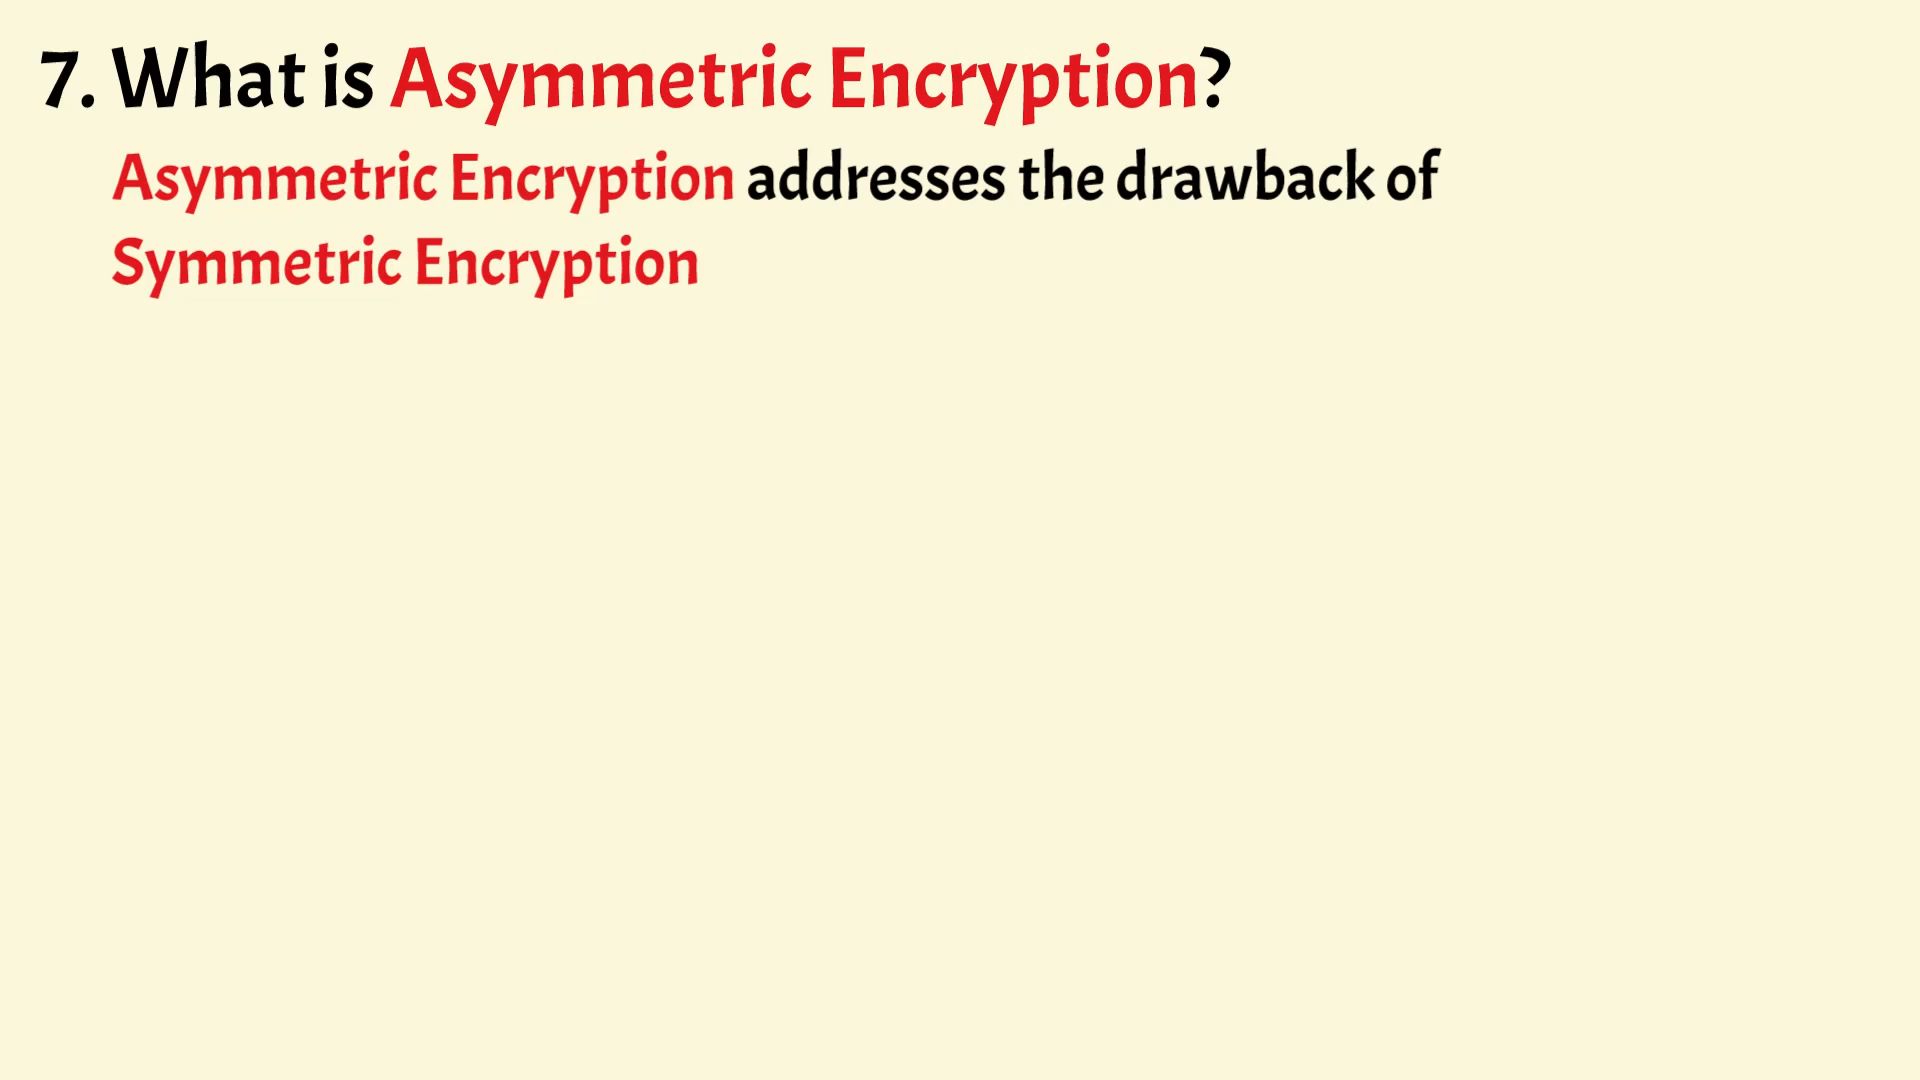 7. What is Asymmetric Encryption?
Asymmetric Encryption addresses the drawback of
Symmetric Encryption